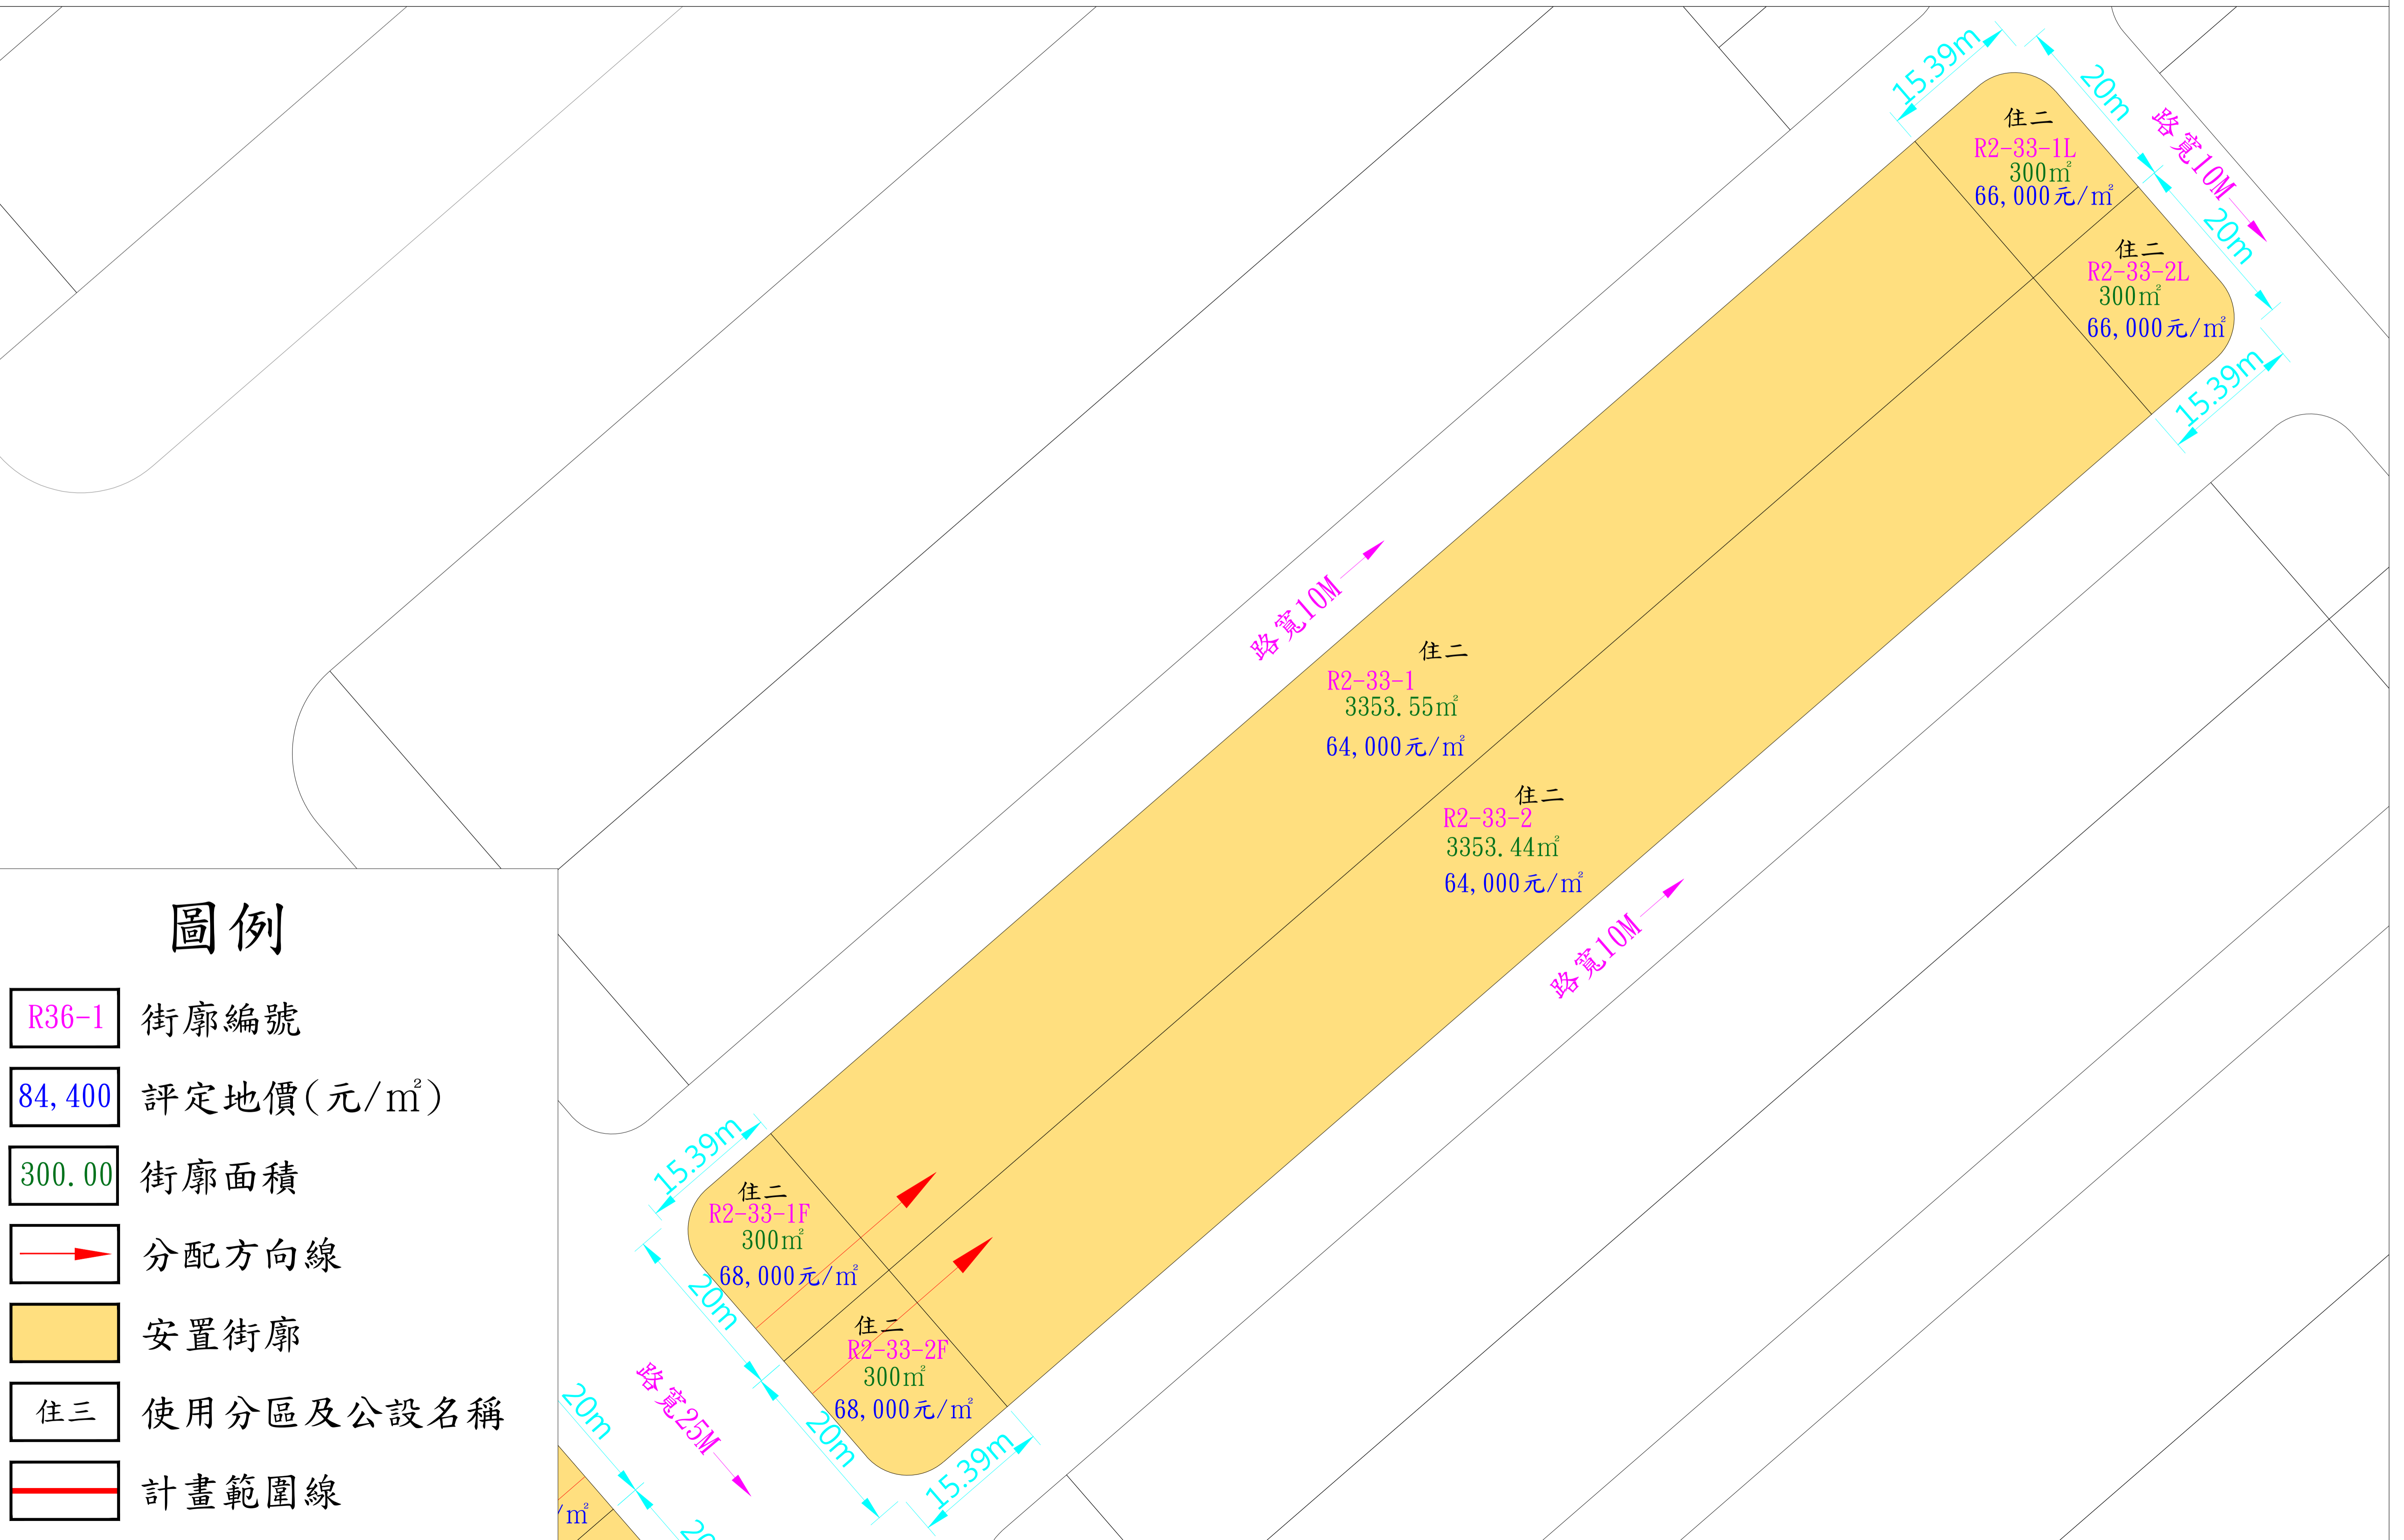 15.39m
20m
路寬10M
住二
R2-33-1L
300㎡
66,000元/㎡
20m
住二
R2-33-2L
300㎡
66,000元/㎡
15.39m
路寬10M
住二
R2-33-1
3353.55㎡
64,000元/㎡
住二
R2-33-2
3353.44㎡
64,000元/㎡
路寬10M
15.39m
住二
R2-33-1F
300㎡
68,000元/㎡
20m
住二
R2-33-2F
300㎡
68,000元/㎡
20m
15.39m
路寬25M
20m
/㎡
圖例
R36-1 街廓編號
84,400 評定地價(元/㎡)
300.00 街廓面積
分配方向線
安置街廓
住三 使用分區及公設名稱
計畫範圍線